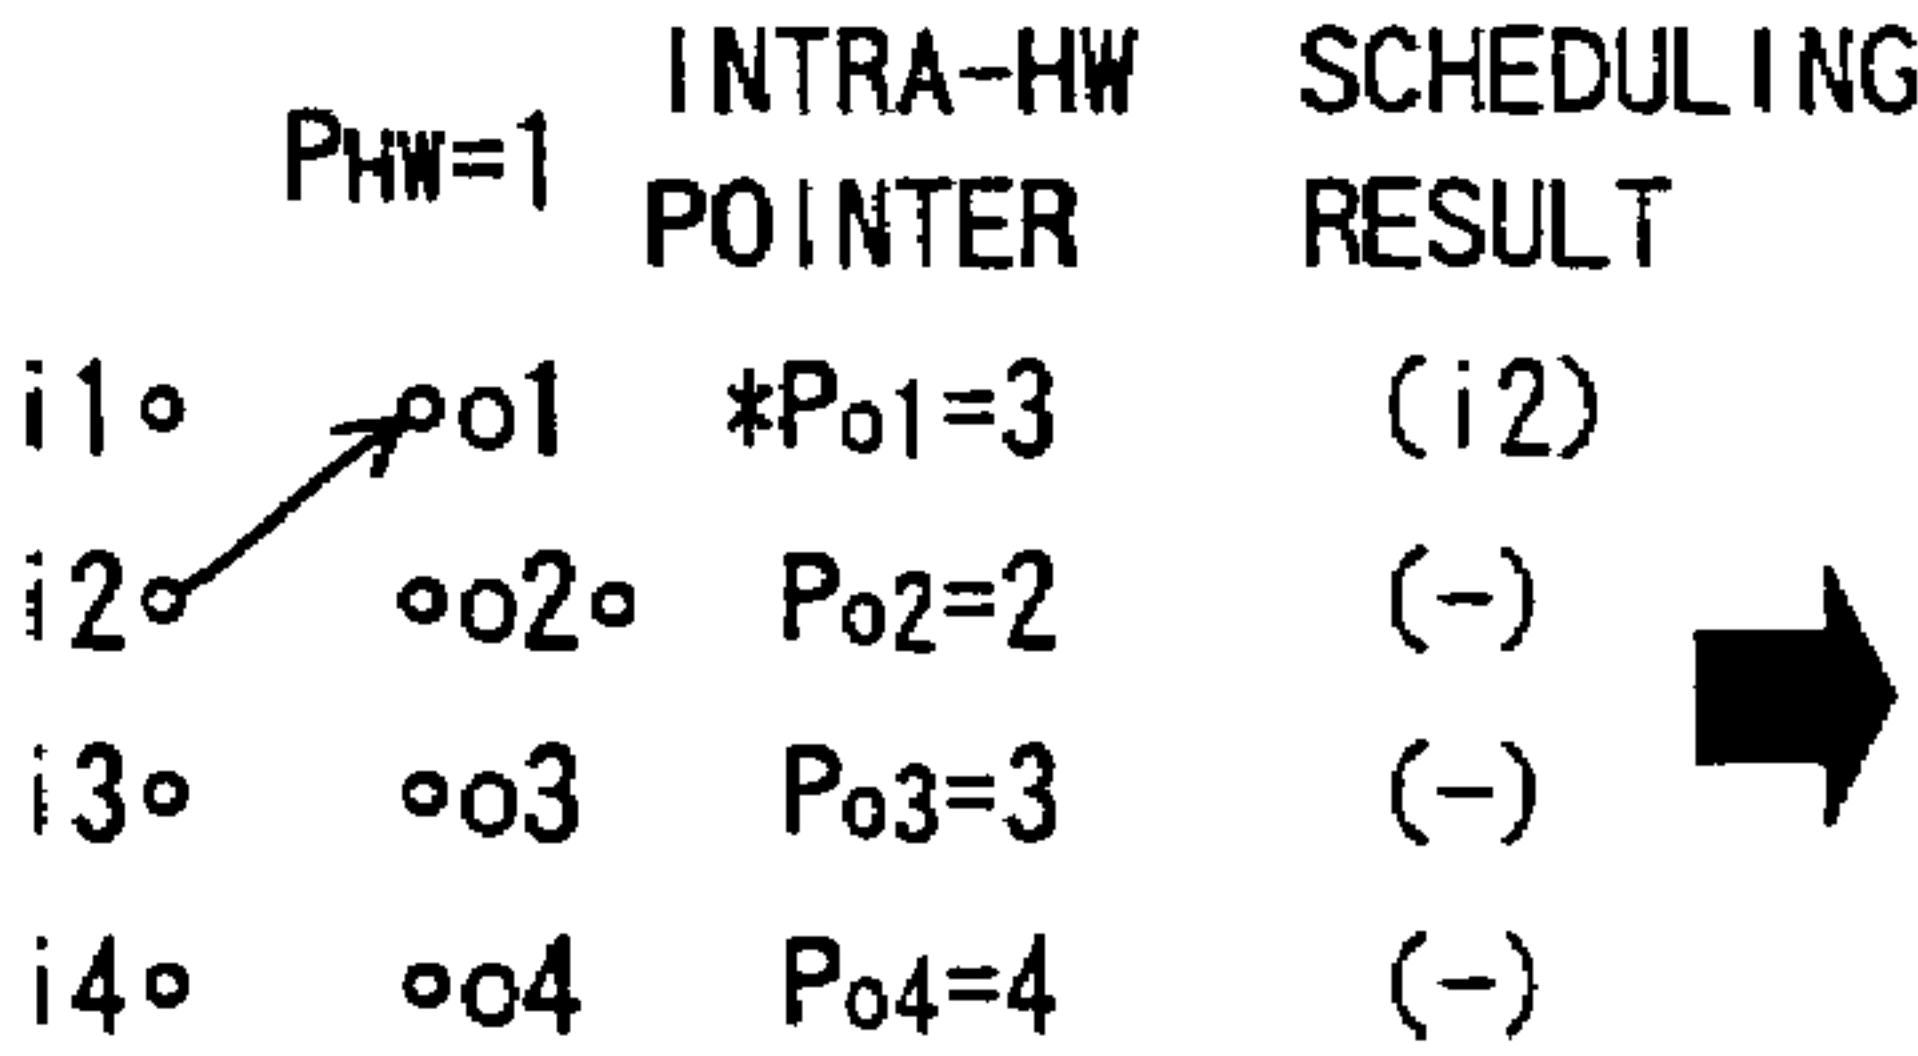 INTRA-HW SCHEDULING
PHW=1 POINTER RESULT
i1 o1 *Po1=3 (i2)
i2 o2 Po2=2 (-)
i3 o3 Po3=3 (-)
i4 o4 Po4=4 (-)